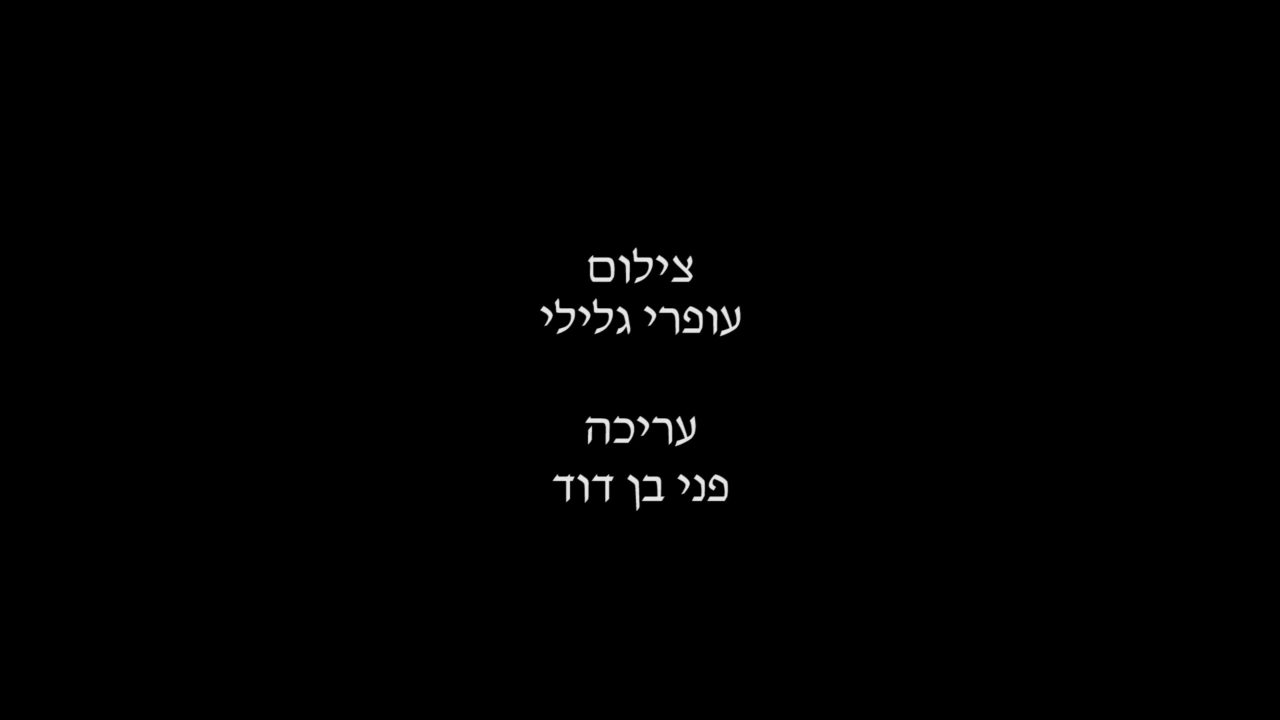 צילום
עופרי גלילי
עריכה
פני בן דוד